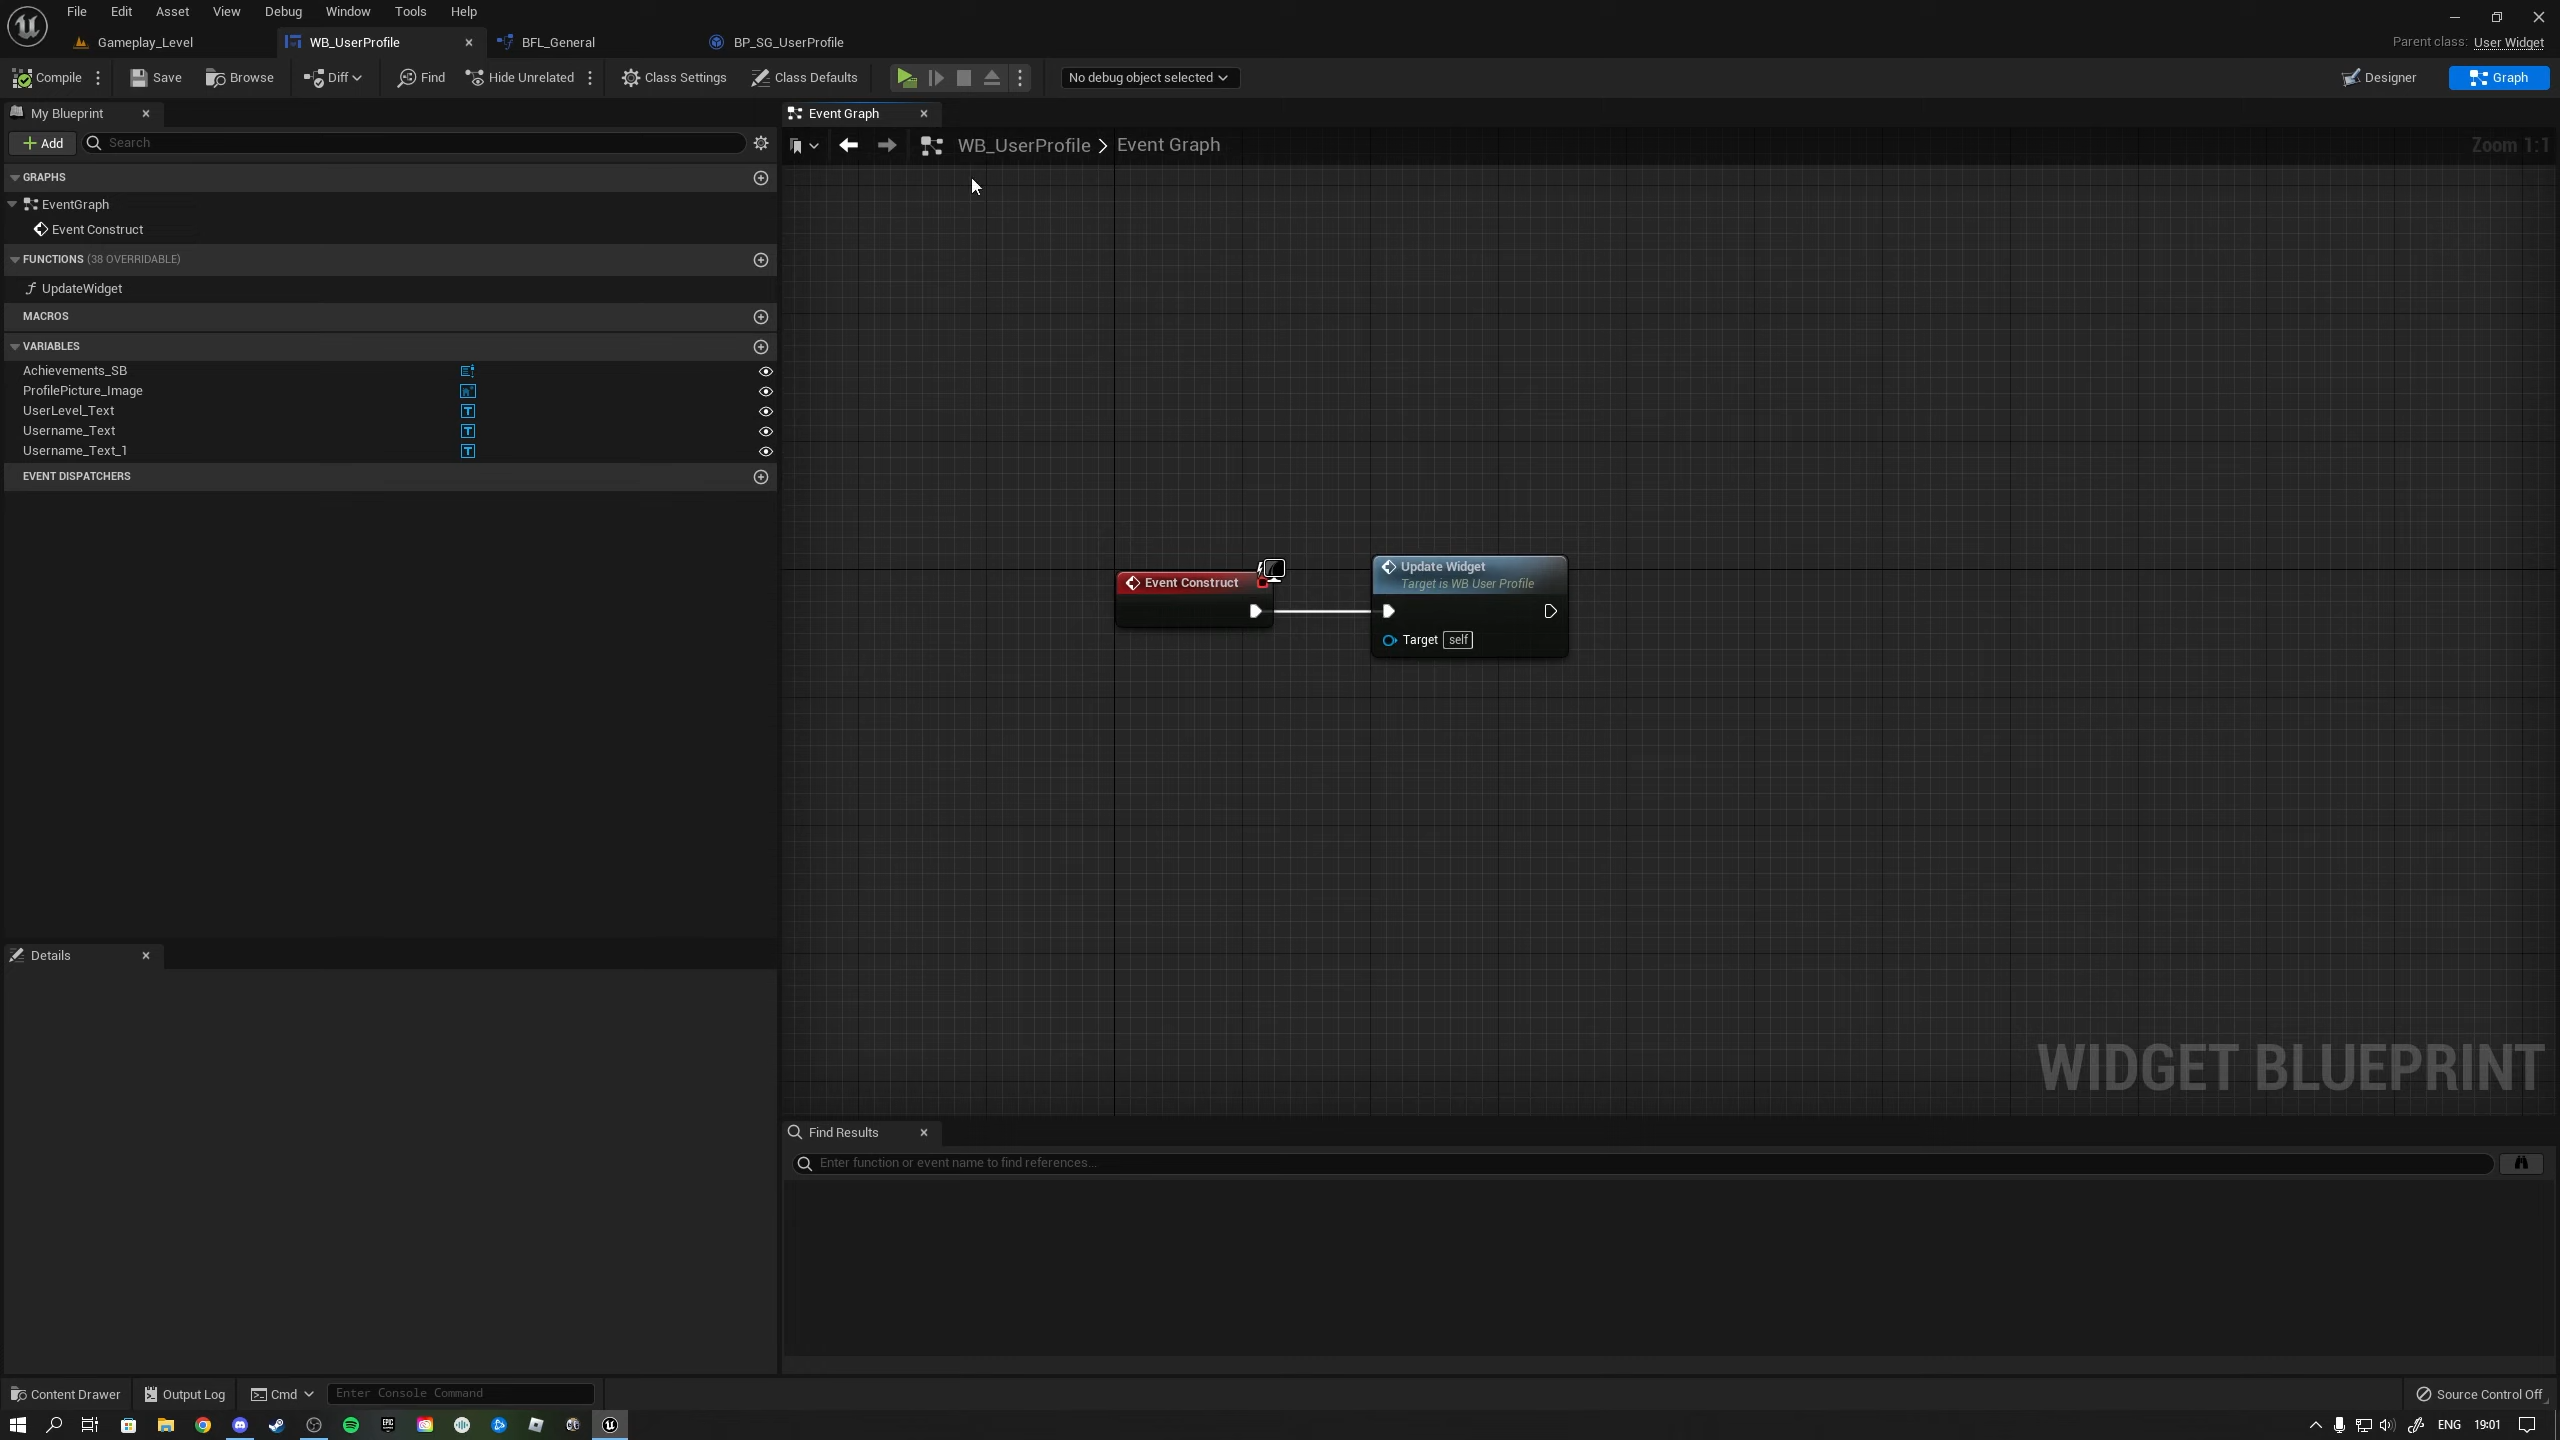 File Edit Asset View Debug Window Tools Help
Gameplay_Level WB_UserProfile BFL_General BP_SG_UserProfile
Parent class: User Widget
Compile Save Browse Diff Find Hide Unrelated Class Settings Class Defaults No debug object selected Designer Graph
My Blueprint
Add Search
GRAPHS
EventGraph
Event Construct
FUNCTIONS (38 OVERRIDABLE)
UpdateWidget
MACROS
VARIABLES
Achievements_SB
ProfilePicture_Image
UserLevel_Text
Username_Text
Username_Text_1
EVENT DISPATCHERS
Details
Event Graph
WB_UserProfile > Event Graph
Zoom 1:1
Event Construct
Update Widget
Target is WB User Profile
Target self
WIDGET BLUEPRINT
Find Results
Enter function or event name to find references...
Content Drawer Output Log Cmd Enter Console Command Source Control Off
ENG 19:01